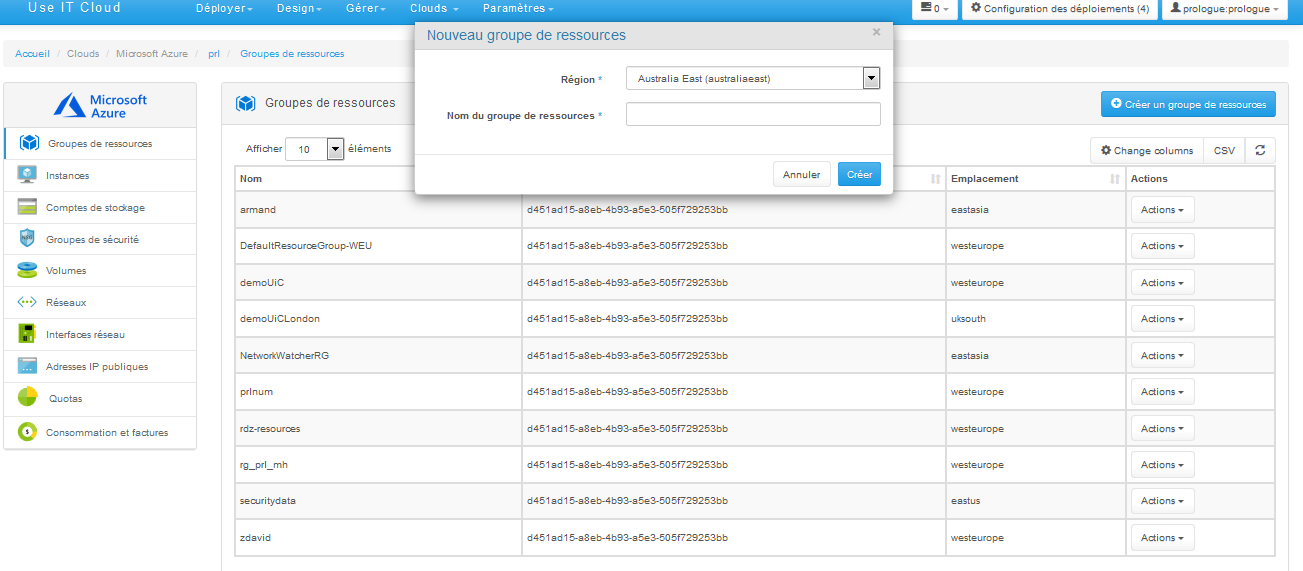 Use IT Cloud
Déployer Design Gérer Clouds Paramètres
0 Configuration des déploiements (4) prologue:prologue
Nouveau groupe de ressources ×
Accueil / Clouds / Microsoft Azure / prl / Groupes de ressources
Région * Australia East (australiaeast)
Nom du groupe de ressources *
Annuler Créer
Microsoft
Azure
Groupes de ressources
Instances
Comptes de stockage
Groupes de sécurité
Volumes
Réseaux
Interfaces réseau
Adresses IP publiques
Quotas
Consommation et factures
Groupes de ressources Créer un groupe de ressources
Afficher 10 éléments Change columns CSV
Nom Emplacement Actions
armand d451ad15-a8eb-4b93-a5e3-505f729253bb eastasia Actions
DefaultResourceGroup-WEU d451ad15-a8eb-4b93-a5e3-505f729253bb westeurope Actions
demoUiC d451ad15-a8eb-4b93-a5e3-505f729253bb westeurope Actions
demoUiCLondon d451ad15-a8eb-4b93-a5e3-505f729253bb uksouth Actions
NetworkWatcherRG d451ad15-a8eb-4b93-a5e3-505f729253bb eastasia Actions
prlnum d451ad15-a8eb-4b93-a5e3-505f729253bb westeurope Actions
rdz-resources d451ad15-a8eb-4b93-a5e3-505f729253bb westeurope Actions
rg_prl_mh d451ad15-a8eb-4b93-a5e3-505f729253bb westeurope Actions
securitydata d451ad15-a8eb-4b93-a5e3-505f729253bb eastus Actions
zdavid d451ad15-a8eb-4b93-a5e3-505f729253bb westeurope Actions